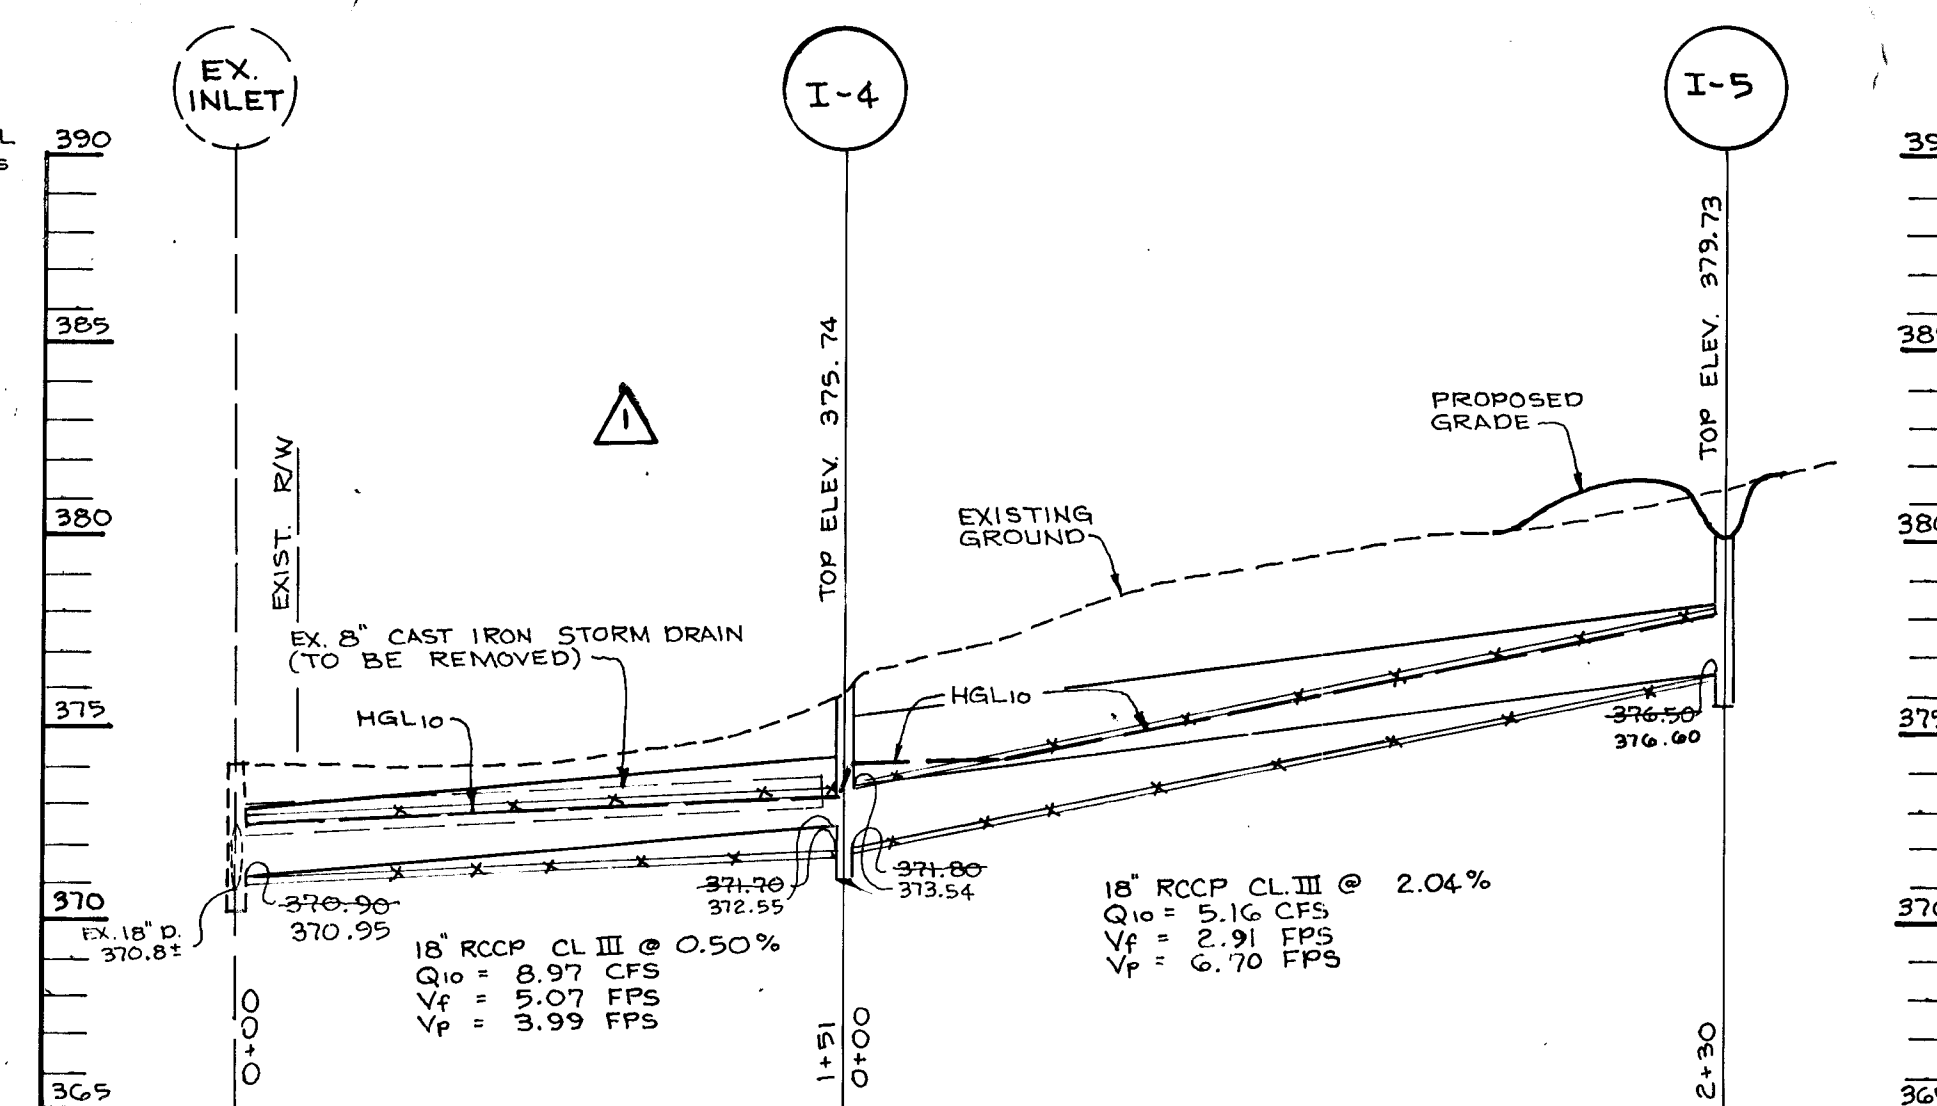 EX.
INLET
I-4
I-5
390
385
380
375
370
365
EXIST. R/W
1
TOP ELEV. 375.74
TOP ELEV. 379.73
PROPOSED
GRADE
EXISTING
GROUND
EX. 8" CAST IRON STORM DRAIN
(TO BE REMOVED)
HGL10
HGL10
376.50
376.60
370.90
370.95
371.70
372.55
371.80
373.54
EX. 18" P.
370.8±
18" RCCP CL III @ 0.50%
Q10 = 8.97 CFS
Vf = 5.07 FPS
Vp = 3.99 FPS
18" RCCP CL. III @ 2.04%
Q10 = 5.16 CFS
Vf = 2.91 FPS
Vp = 6.70 FPS
0+00
1+51
0+00
2+30